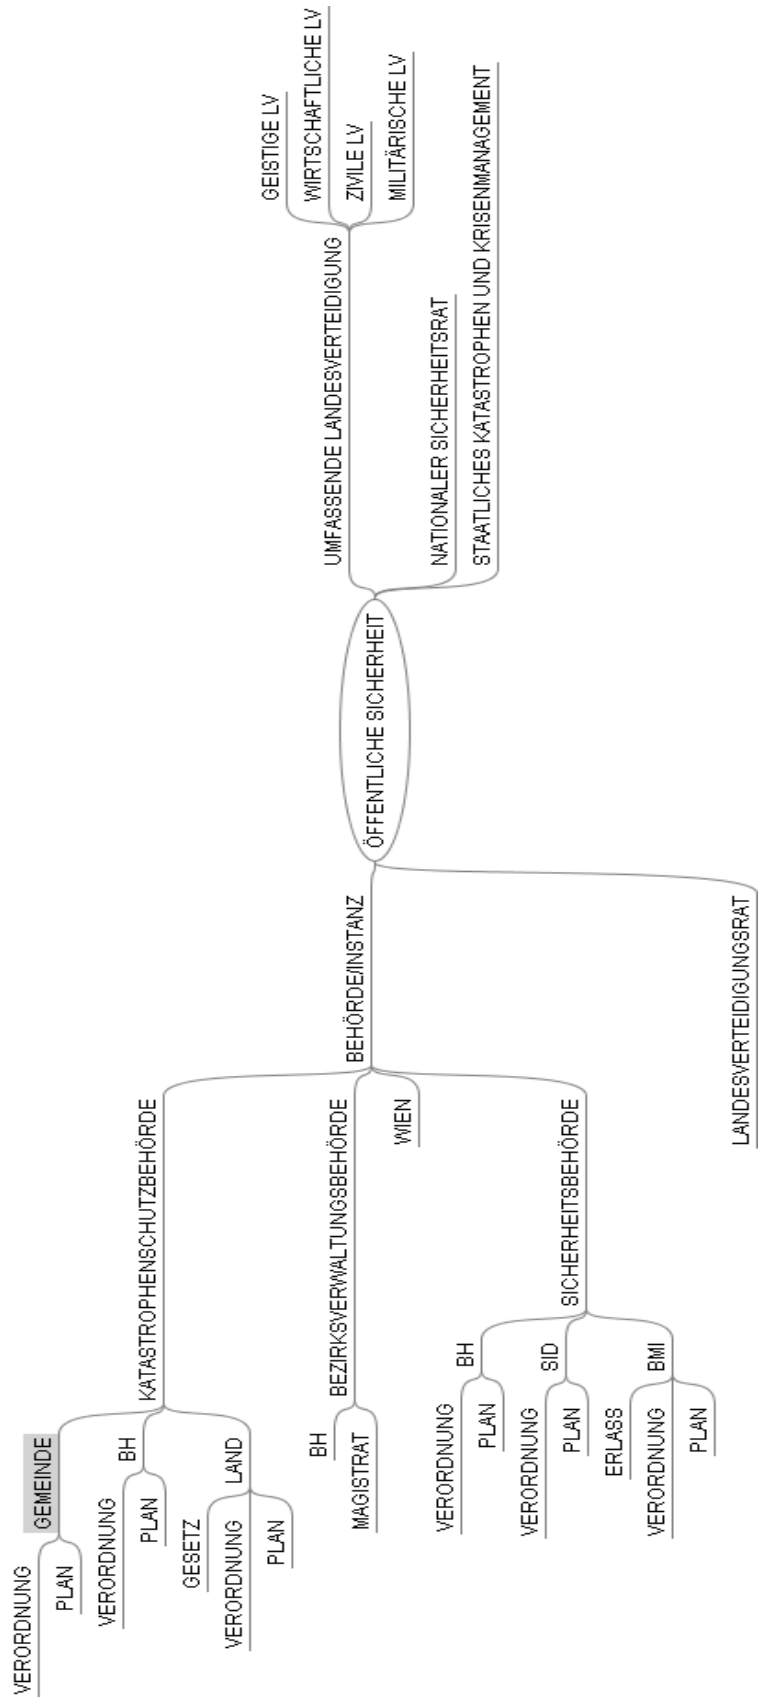 GEISTIGE LV
WIRTSCHAFTLICHE LV
ZIVILE LV
MILITÄRISCHE LV
UMFASSENDE LANDESVERTEIDIGUNG
NATIONALER SICHERHEITSRAT
STAATLICHES KATASTROPHEN UND KRISENMANAGEMENT
ÖFFENTLICHE SICHERHEIT
BEHÖRDE/INSTANZ
LANDESVERTEIDIGUNGSRAT
KATASTROPHENSCHUTZBEHÖRDE
GEMEINDE
VERORDNUNG
PLAN
BH
VERORDNUNG
PLAN
LAND
GESETZ
VERORDNUNG
PLAN
BEZIRKSVERWALTUNGSBEHÖRDE
BH
MAGISTRAT
WIEN
SICHERHEITSBEHÖRDE
BH
VERORDNUNG
PLAN
SID
VERORDNUNG
PLAN
BMI
ERLASS
VERORDNUNG
PLAN